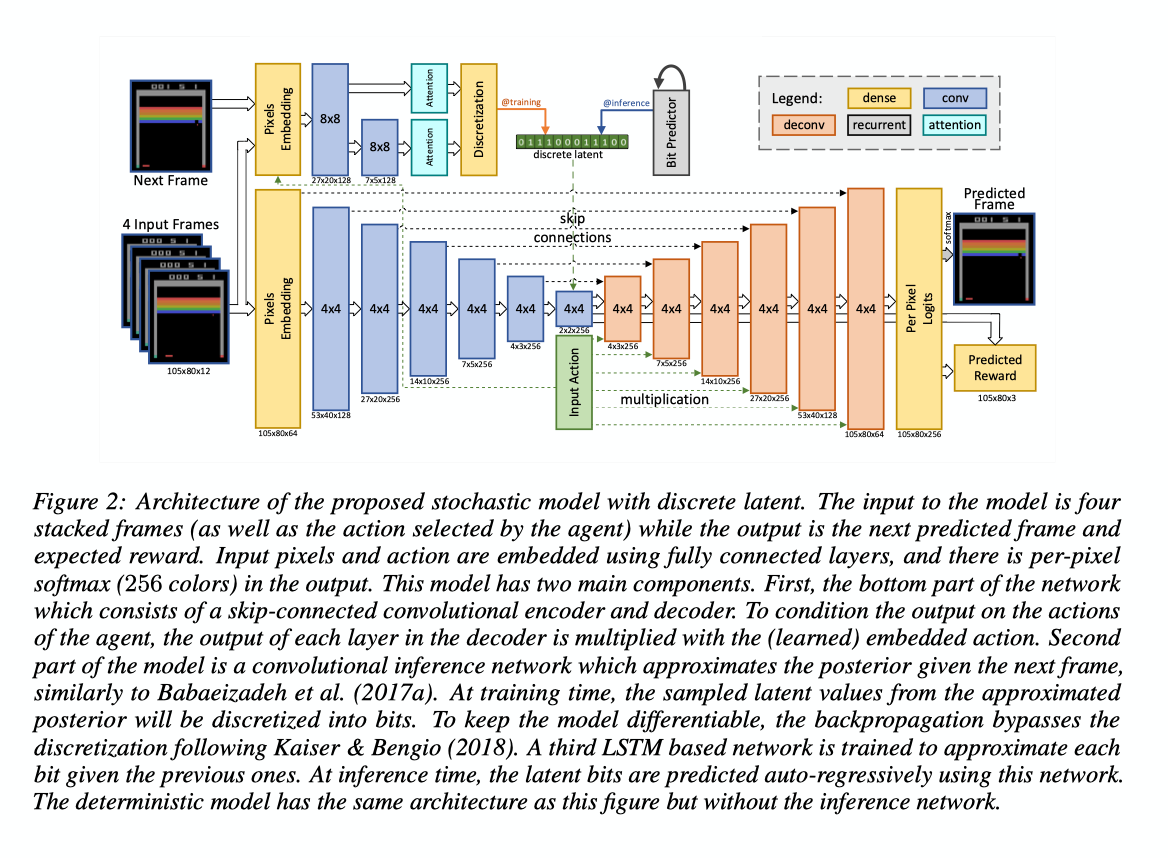 Next Frame
4 Input Frames
105x80x12
Pixels
Embedding
8x8
27x20x128
8x8
7x5x128
Attention
Attention
Discretization
@training
@inference
0111000011100
discrete latent
Bit Predictor
Legend:
dense
conv
deconv
recurrent
attention
Pixels
Embedding
105x80x64
4x4
53x40x128
4x4
27x20x256
4x4
14x10x256
4x4
7x5x256
4x4
4x3x256
4x4
2x2x256
skip
connections
Input Action
multiplication
4x4
4x3x256
4x4
7x5x256
4x4
14x10x256
4x4
27x20x256
4x4
53x40x128
4x4
105x80x64
Per Pixel
Logits
105x80x256
softmax
Predicted
Frame
Predicted
Reward
105x80x3
Figure 2: Architecture of the proposed stochastic model with discrete latent. The input to the model is four
stacked frames (as well as the action selected by the agent) while the output is the next predicted frame and
expected reward. Input pixels and action are embedded using fully connected layers, and there is per-pixel
softmax (256 colors) in the output. This model has two main components. First, the bottom part of the network
which consists of a skip-connected convolutional encoder and decoder. To condition the output on the actions
of the agent, the output of each layer in the decoder is multiplied with the (learned) embedded action. Second
part of the model is a convolutional inference network which approximates the posterior given the next frame,
similarly to Babaeizadeh et al. (2017a). At training time, the sampled latent values from the approximated
posterior will be discretized into bits. To keep the model differentiable, the backpropagation bypasses the
discretization following Kaiser & Bengio (2018). A third LSTM based network is trained to approximate each
bit given the previous ones. At inference time, the latent bits are predicted auto-regressively using this network.
The deterministic model has the same architecture as this figure but without the inference network.